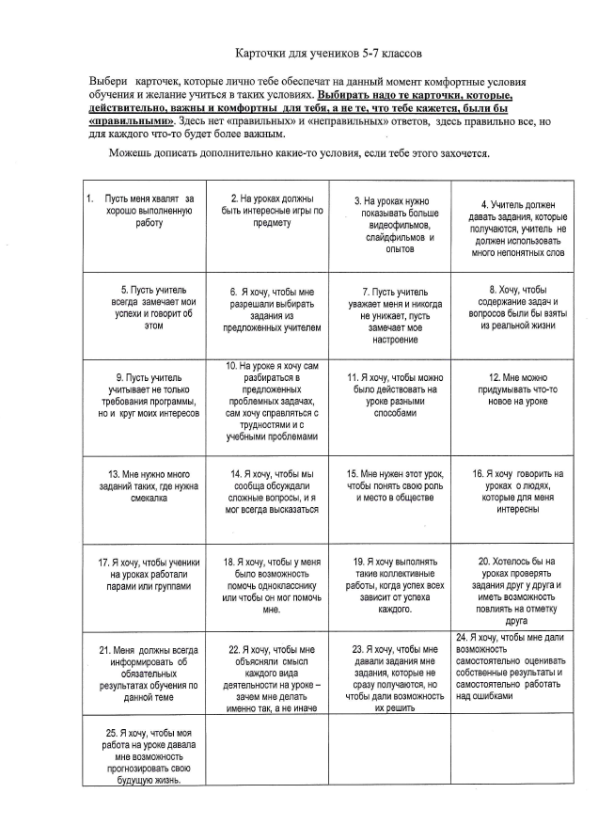 Карточки для учеников 5-7 классов
Выбери карточек, которые лично тебе обеспечат на данный момент комфортные условия
обучения и желание учиться в таких условиях. Выбирать надо те карточки, которые,
действительно, важны и комфортны для тебя, а не те, что тебе кажется, были бы
«правильными». Здесь нет «правильных» и «неправильных» ответов, здесь правильно все, но
для каждого что-то будет более важным.
Можешь дописать дополнительно какие-то условия, если тебе этого захочется.
1. Пусть меня хвалят за
хорошо выполненную
работу
2. На уроках должны
быть интересные игры по
предмету
3. На уроках нужно
показывать больше
видеофильмов,
слайдфильмов и
опытов
4. Учитель должен
давать задания, которые
получаются, учитель не
должен использовать
много непонятных слов
5. Пусть учитель
всегда замечает мои
успехи и говорит об
этом
6. Я хочу, чтобы мне
разрешали выбирать
задания из
предложенных учителем
7. Пусть учитель
уважает меня и никогда
не унижает, пусть
замечает мое
настроение
8. Хочу, чтобы
содержание задач и
вопросов были бы взяты
из реальной жизни
9. Пусть учитель
учитывает не только
требования программы,
но и круг моих интересов
10. На уроке я хочу сам
разбираться в
предложенных
проблемных задачах,
сам хочу справляться с
трудностями и с
учебными проблемами
11. Я хочу, чтобы можно
было действовать на
уроке разными
способами
12. Мне можно
придумывать что-то
новое на уроке
13. Мне нужно много
заданий таких, где нужна
смекалка
14. Я хочу, чтобы мы
сообща обсуждали
сложные вопросы, и я
мог всегда высказаться
15. Мне нужен этот урок,
чтобы понять свою роль
и место в обществе
16. Я хочу говорить на
уроках о людях,
которые для меня
интересны
17. Я хочу, чтобы ученики
на уроках работали
парами или группами
18. Я хочу, чтобы у меня
было возможность
помочь однокласснику
или чтобы он мог помочь
мне.
19. Я хочу выполнять
такие коллективные
работы, когда успех всех
зависит от успеха
каждого.
20. Хотелось бы на
уроках проверять
задания друг у друга и
иметь возможность
повлиять на отметку
друга
21. Меня должны всегда
информировать об
обязательных
результатах обучения по
данной теме
22. Я хочу, чтобы мне
объясняли смысл
каждого вида
деятельности на уроке –
зачем мне делать
именно так, а не иначе
23. Я хочу, чтобы мне
давали задания мне
задания, которые не
сразу получаются, но
чтобы дали возможность
их решить
24. Я хочу, чтобы мне дали
возможность
самостоятельно оценивать
собственные результаты и
самостоятельно работать
над ошибками
25. Я хочу, чтобы моя
работа на уроке давала
мне возможность
прогнозировать свою
будущую жизнь.